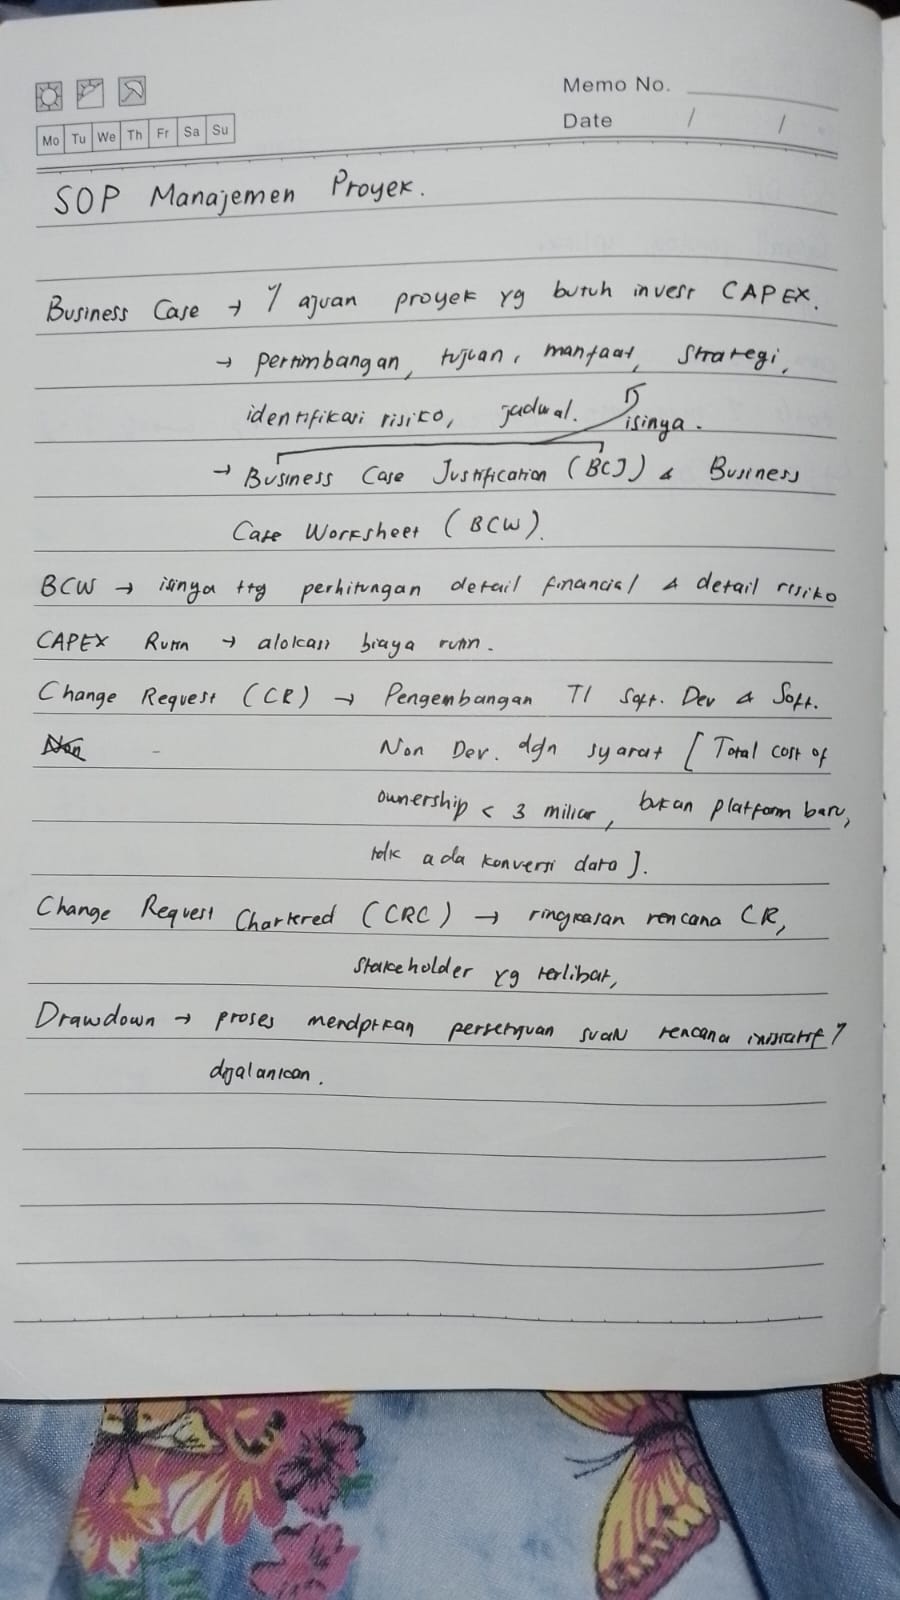 Memo No.
Mo Tu We Th Fr Sa Su
Date / /
SOP Manajemen Proyek.
Business Case → ajuan proyek yg butuh invest CAPEX.
→ pertimbangan, tujuan, manfaat, strategi,
identifikasi risiko, jadwal. isinya.
→ Business Case Justification (BCJ) & Business
Case Worksheet (BCW).
BCW → isinya ttg perhitungan detail financial & detail risiko
CAPEX Rutin → alokasi biaya rutin.
Change Request (CR) → Pengembangan TI Soft. Dev & Soft.
Non - Non Dev. dgn syarat [ Total cost of
ownership < 3 miliar, bukan platform baru,
tdk ada konversi data ].
Change Request Chartered (CRC) → ringkasan rencana CR,
Stakeholder yg terlibat,
Drawdown → proses mendptkan persetujuan suatu rencana inisiatif
dijalankan.